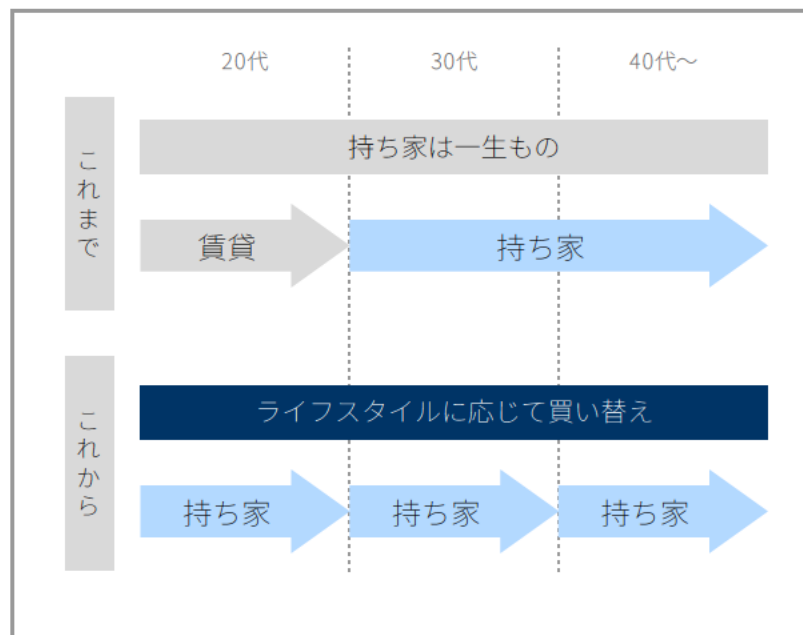 20代
30代
40代～
これまで
持ち家は一生もの
賃貸
持ち家
これから
ライフスタイルに応じて買い替え
持ち家
持ち家
持ち家